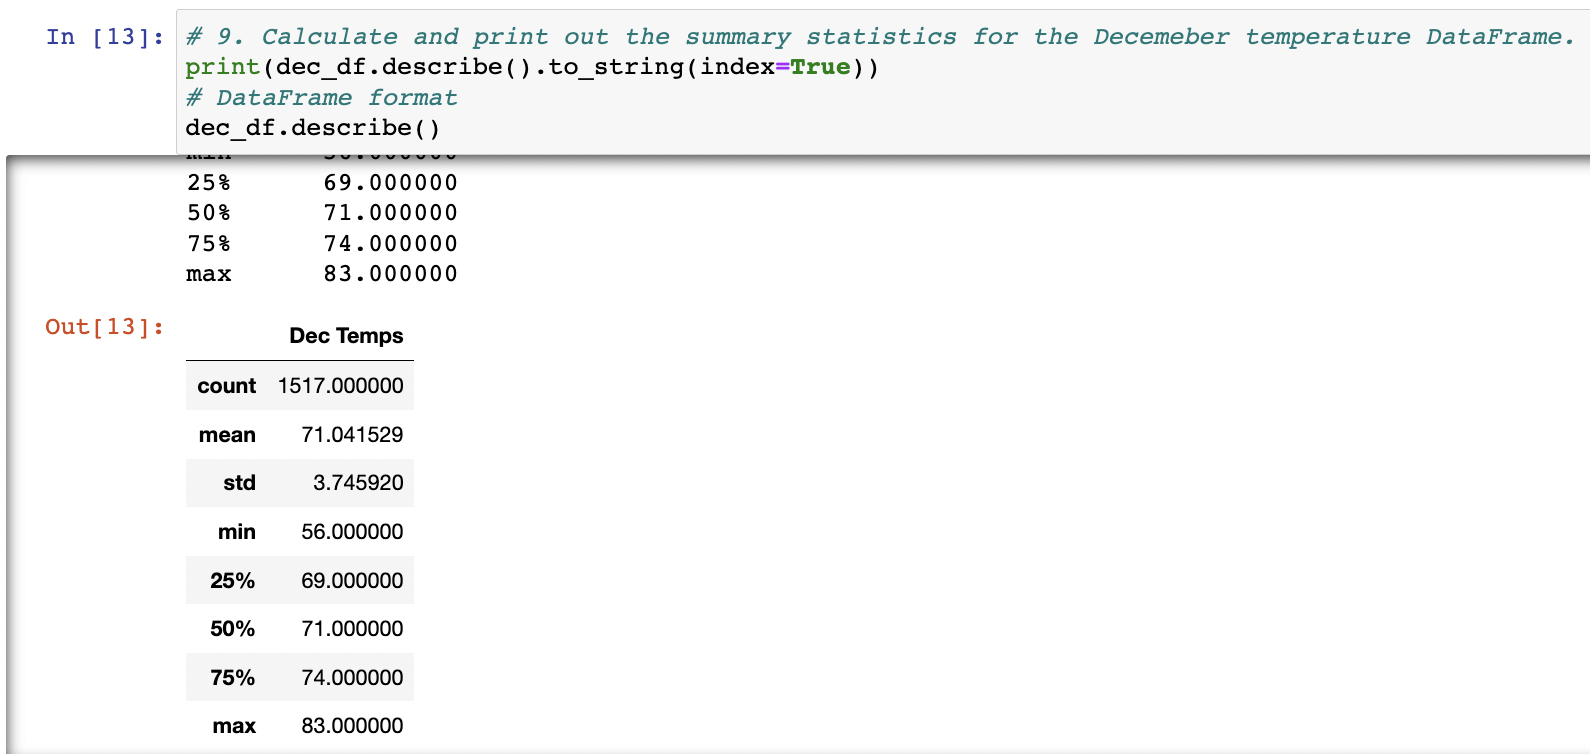 In [13]: # 9. Calculate and print out the summary statistics for the Decemeber temperature DataFrame.
print(dec_df.describe().to_string(index=True))
# DataFrame format
dec_df.describe()
25% 69.000000
50% 71.000000
75% 74.000000
max 83.000000
Out[13]:
Dec Temps
count 1517.000000
mean 71.041529
std 3.745920
min 56.000000
25% 69.000000
50% 71.000000
75% 74.000000
max 83.000000